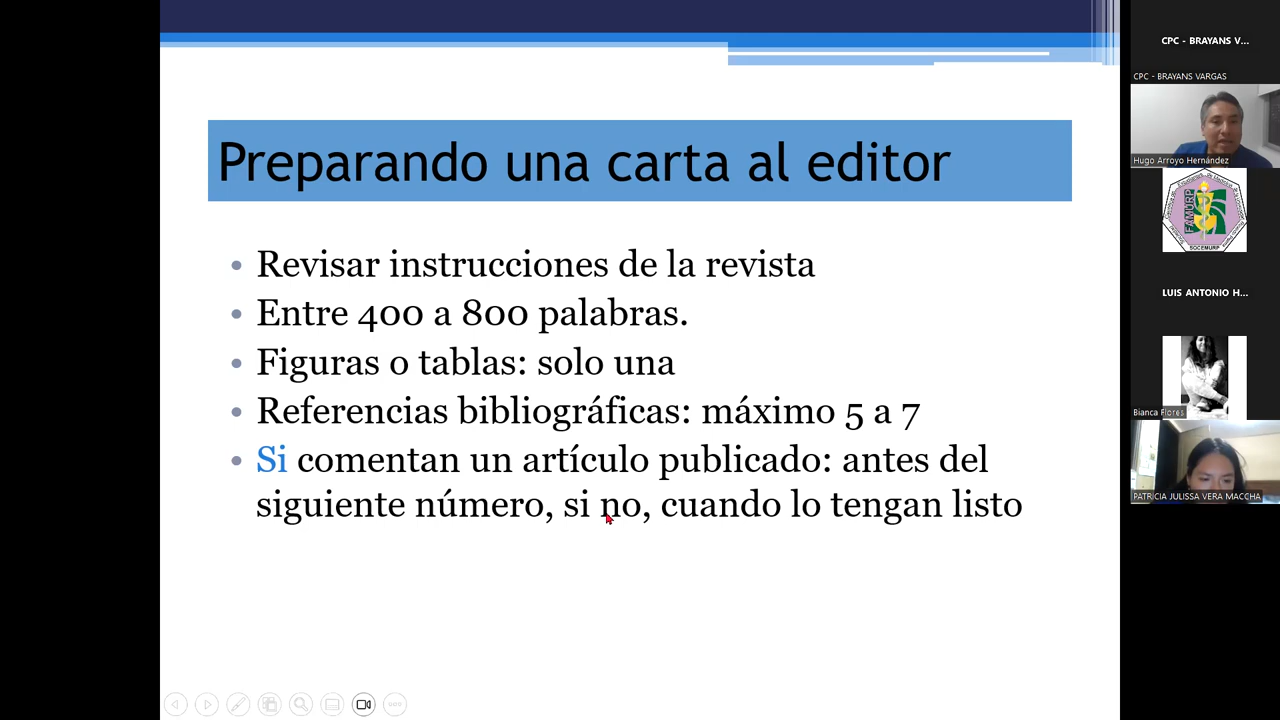 CPC - BRAYANS V...
CPC - BRAYANS VARGAS
Preparando una carta al editor
Hugo Arroyo Hernández
• Revisar instrucciones de la revista
• Entre 400 a 800 palabras.
• Figuras o tablas: solo una
• Referencias bibliográficas: máximo 5 a 7
• Si comentan un artículo publicado: antes del
siguiente número, si no, cuando lo tengan listo
FAMURP
SOCEMURP
LUIS ANTONIO H...
Bianca Flores
PATRICIA JULISSA VERA MACCHA